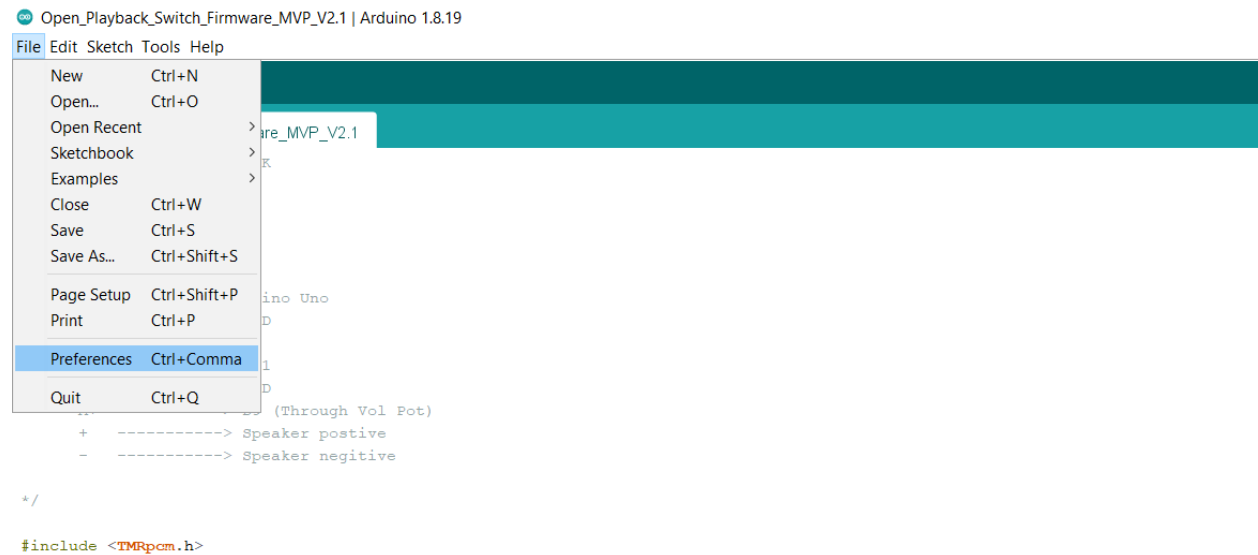 Open_Playback_Switch_Firmware_MVP_V2.1 | Arduino 1.8.19
File Edit Sketch Tools Help
New Ctrl+N
Open... Ctrl+O
Open Recent
are_MVP_V2.1
Sketchbook
K
Examples
Close Ctrl+W
Save Ctrl+S
Save As... Ctrl+Shift+S
Page Setup Ctrl+Shift+P
ino Uno
Print Ctrl+P
D
Preferences Ctrl+Comma
1
D
Quit Ctrl+Q
(Through Vol Pot)
+ -----------> Speaker postive
- -----------> Speaker negitive
*/
#include <TMRpcm.h>